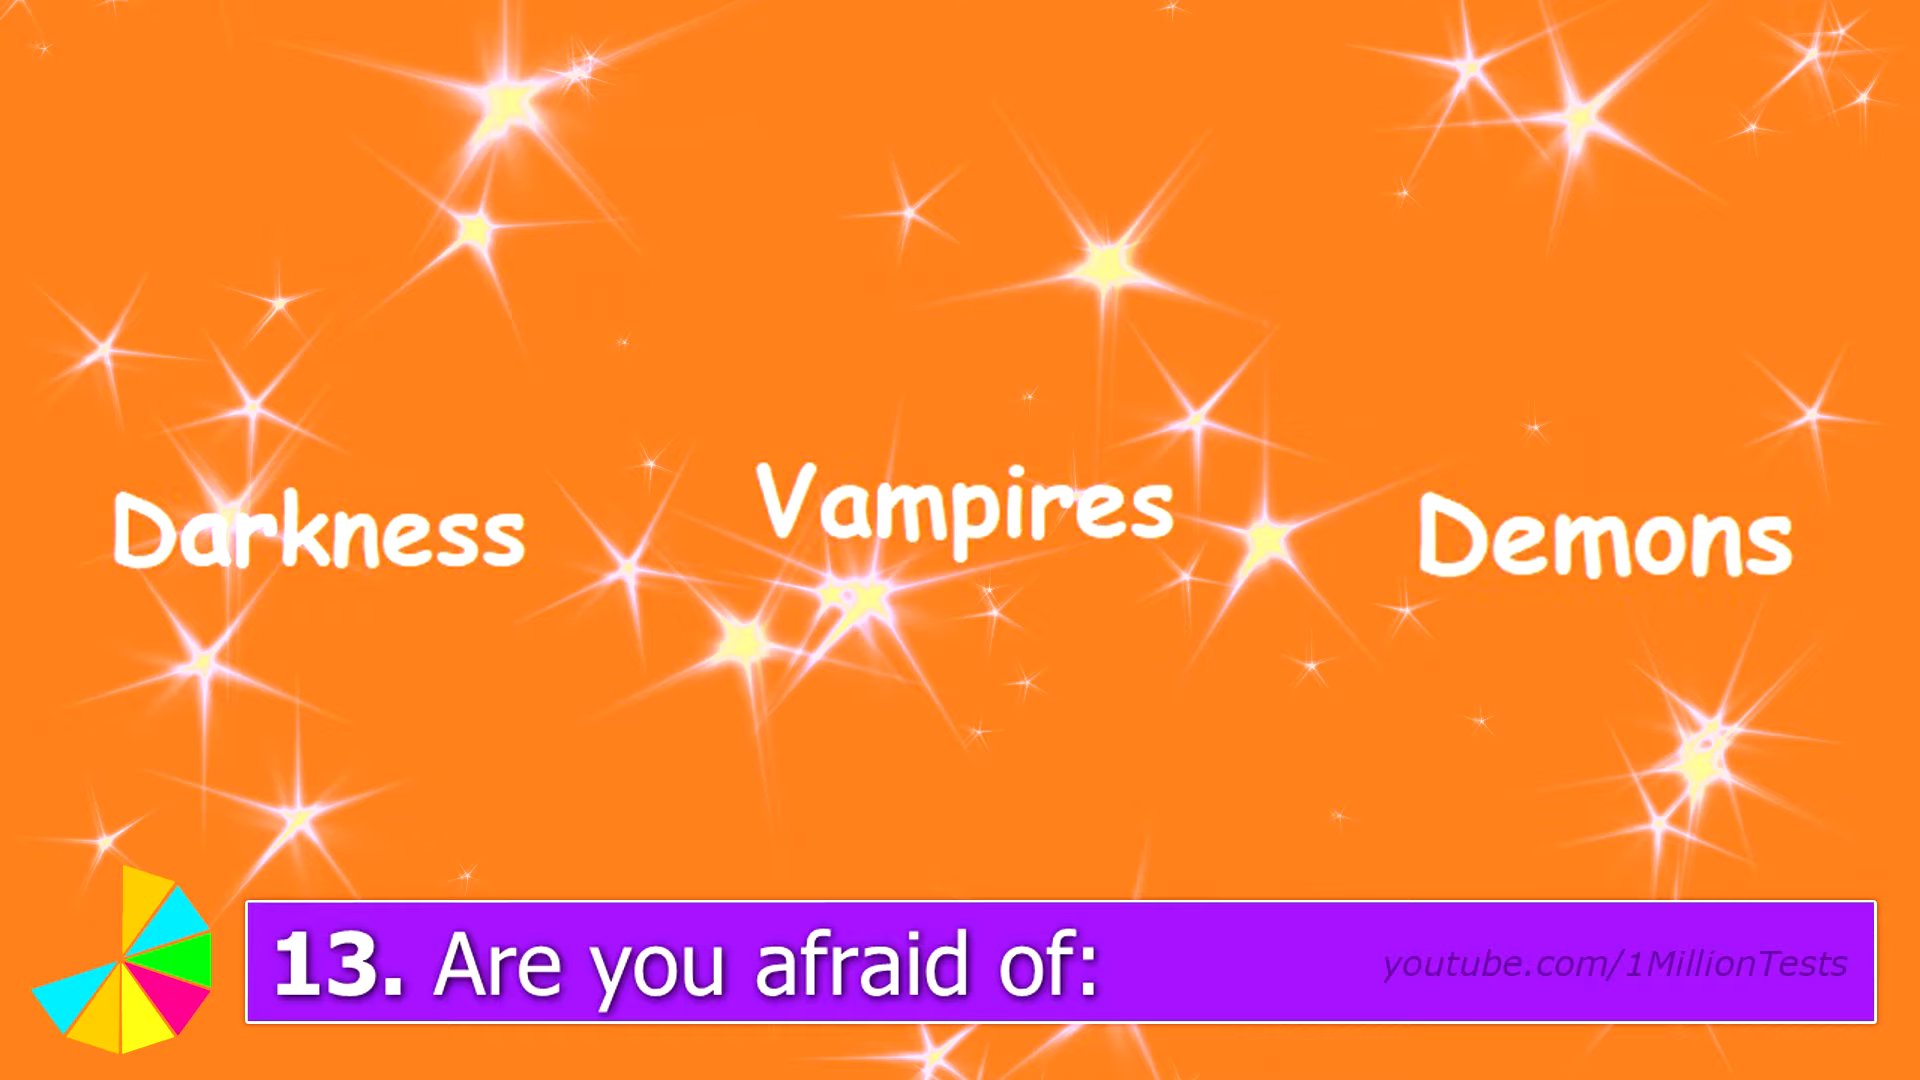 Darkness
Vampires
Demons
13. Are you afraid of:
youtube.com/1MillionTests